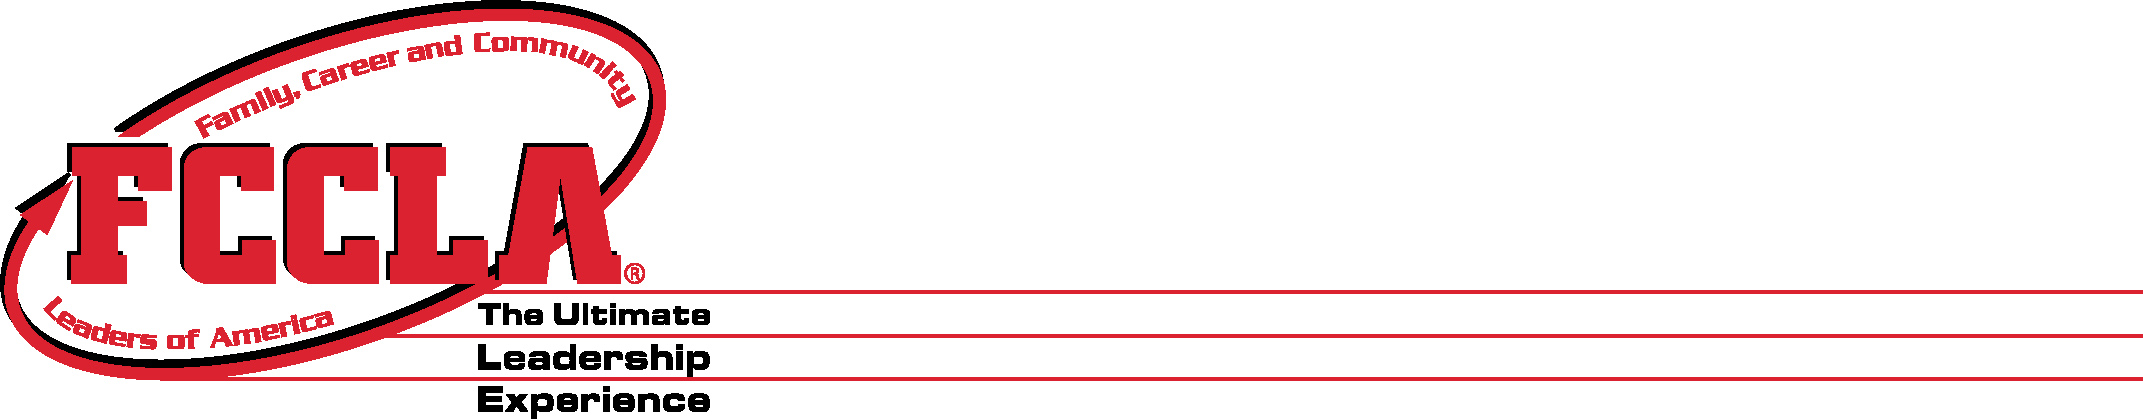 Family, Career and Community
FCCLA®
Leaders of America
The Ultimate
Leadership
Experience